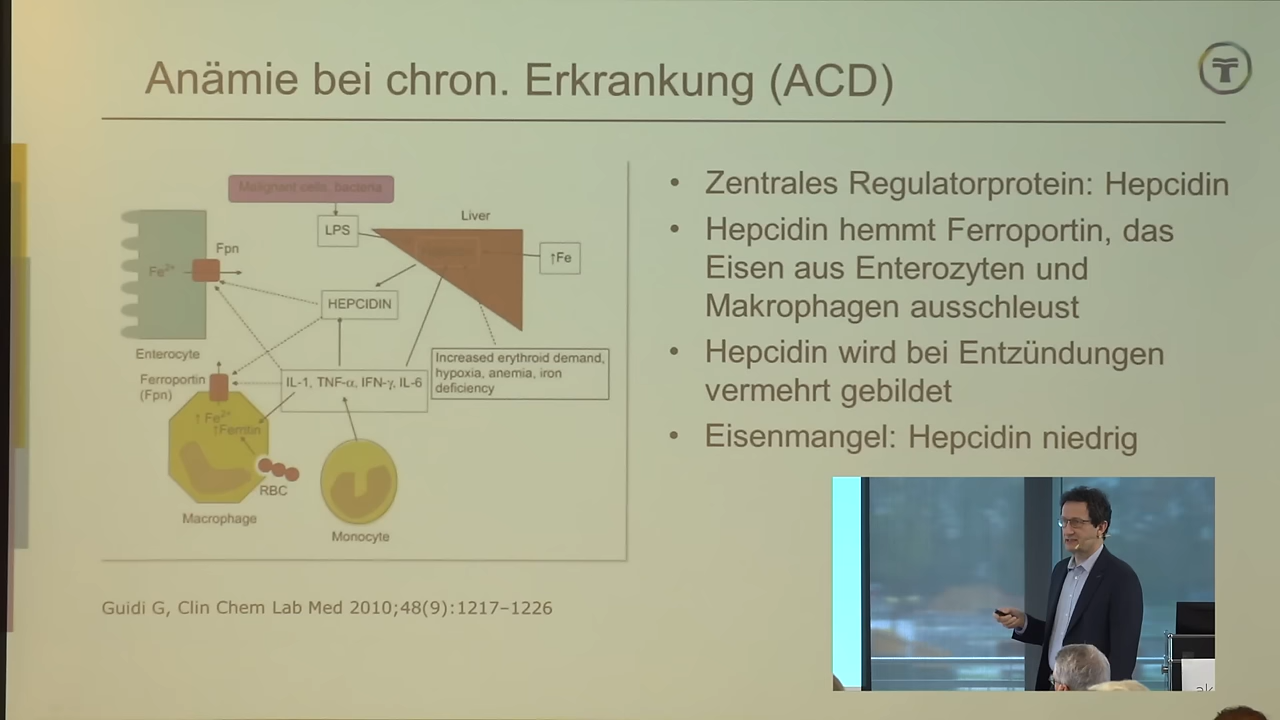 Anämie bei chron. Erkrankung (ACD)
Malignant cells, bacteria
LPS
Liver
↑Fe
Fpn
Fe2+
HEPCIDIN
Enterocyte
Increased erythroid demand,
hypoxia, anemia, iron
deficiency
Ferroportin
(Fpn)
IL-1, TNF-α, IFN-γ, IL-6
↑ Fe2+
↑Ferritin
RBC
Macrophage
Monocyte
Guidi G, Clin Chem Lab Med 2010;48(9):1217–1226
• Zentrales Regulatorprotein: Hepcidin
• Hepcidin hemmt Ferroportin, das
Eisen aus Enterozyten und
Makrophagen ausschleust
• Hepcidin wird bei Entzündungen
vermehrt gebildet
• Eisenmangel: Hepcidin niedrig
ak